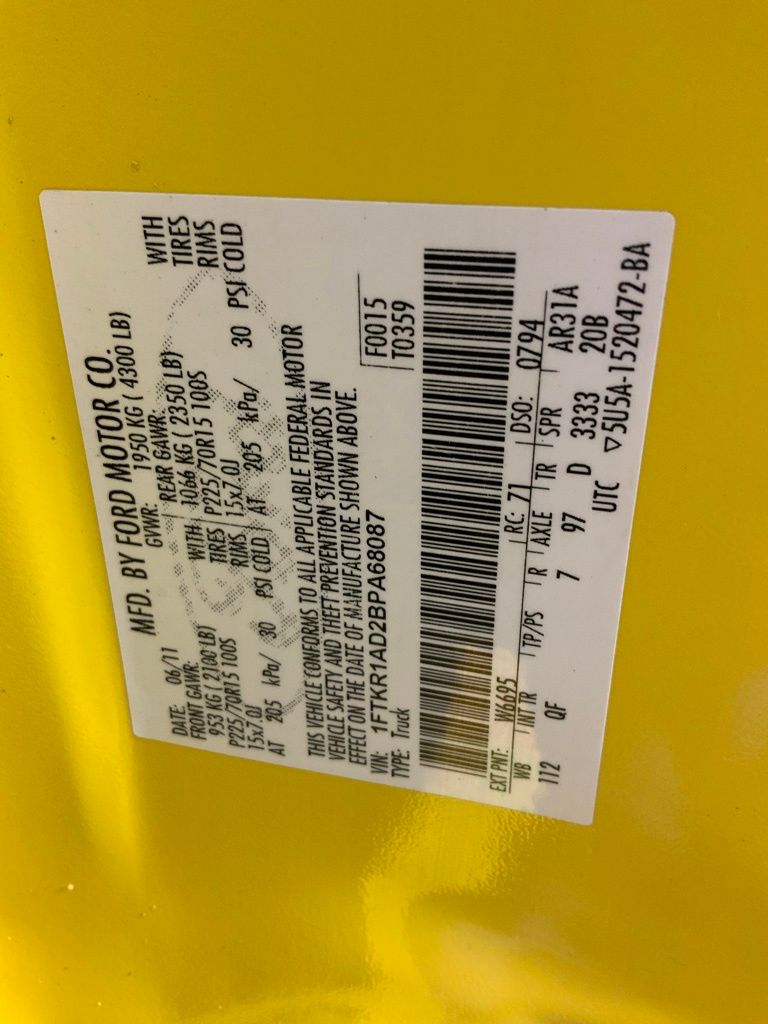 MFD. BY FORD MOTOR CO.
DATE: 06/11 GVWR: 1950 KG ( 4300 LB)
FRONT GAWR: REAR GAWR: WITH
953 KG ( 2100 LB) WITH 1066 KG ( 2350 LB) TIRES
P225/70R15 100S TIRES P225/70R15 100S RIMS
15x7.0J RIMS 15x7.0J
AT 205 kPa/ 30 PSI COLD AT 205 kPa/ 30 PSI COLD
THIS VEHICLE CONFORMS TO ALL APPLICABLE FEDERAL MOTOR
VEHICLE SAFETY AND THEFT PREVENTION STANDARDS IN
EFFECT ON THE DATE OF MANUFACTURE SHOWN ABOVE.
VIN: 1FTKR1AD2BPA68087 F0015
TYPE: Truck T0359
EXT PNT: W6695 RC: 71 DSO: 0794
WB INT TR TP/PS R AXLE TR SPR AR31A
112 QF 7 97 D 3333 20B
UTC ▽5U5A-1520472-BA